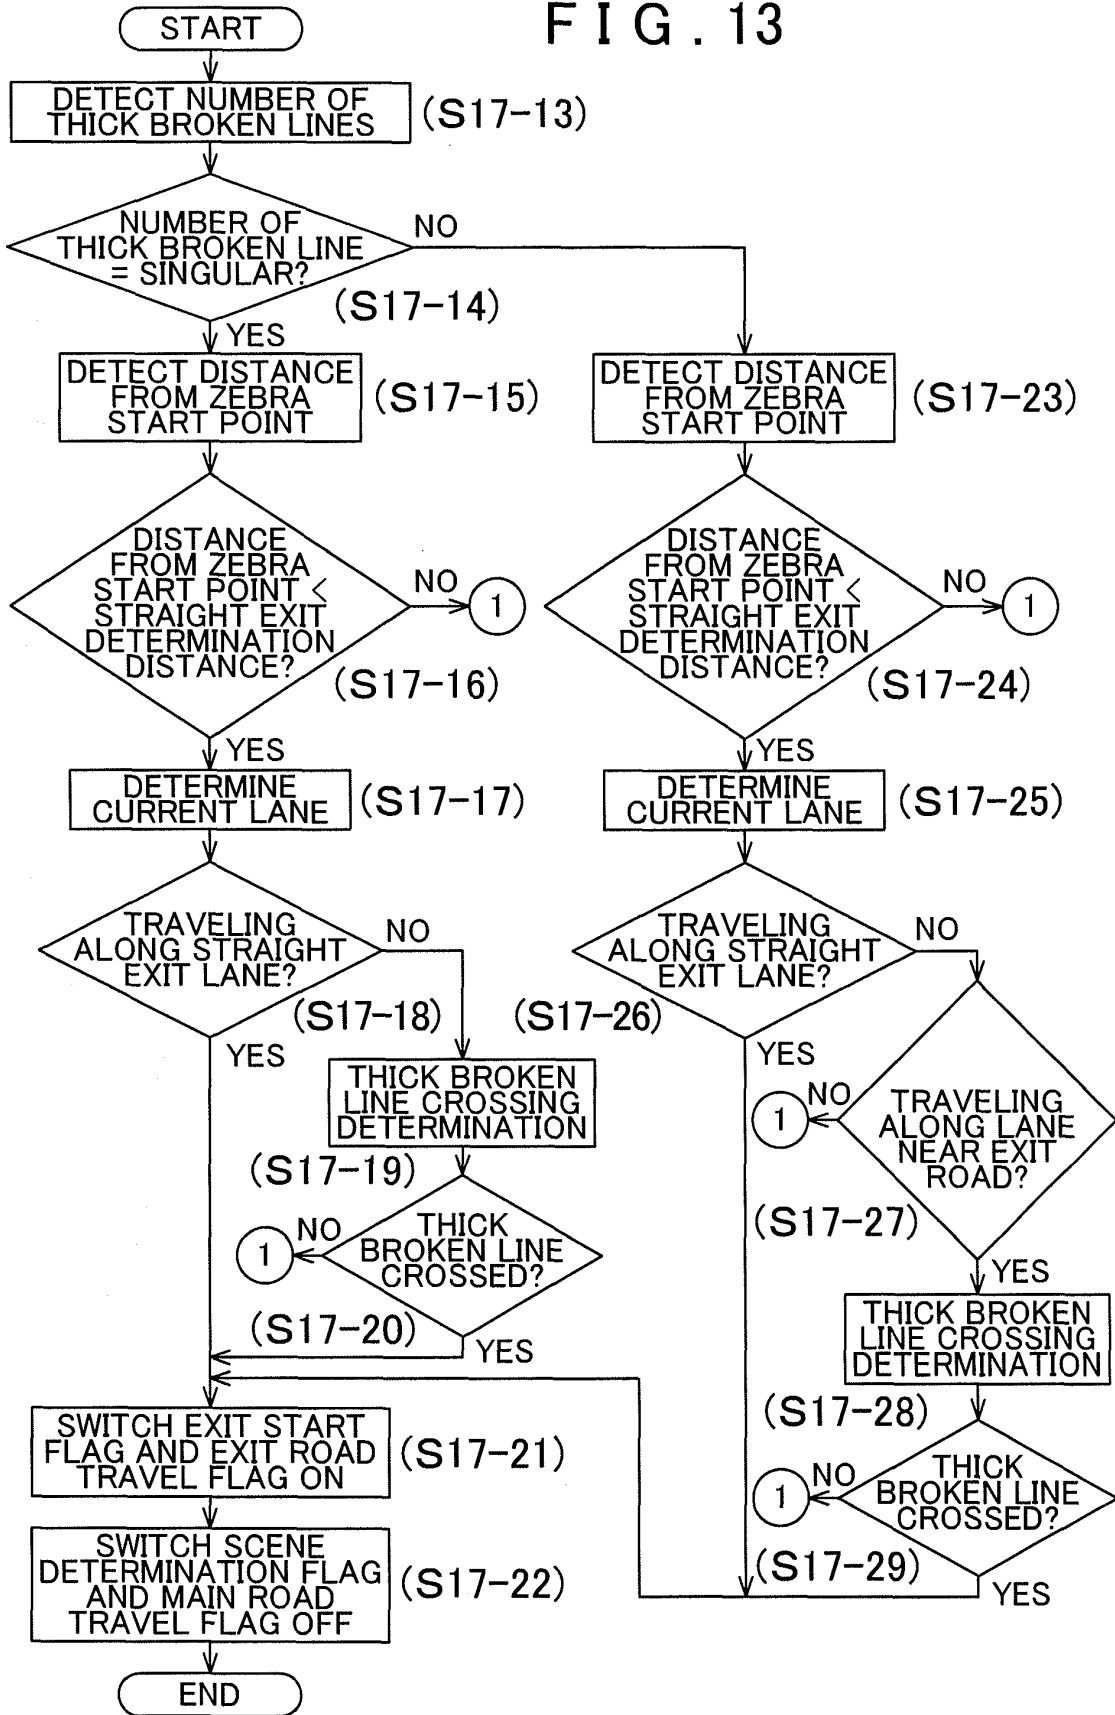 FIG. 13
START
DETECT NUMBER OF
THICK BROKEN LINES
(S17-13)
NUMBER OF
THICK BROKEN LINE
= SINGULAR?
NO
(S17-14)
YES
DETECT DISTANCE
FROM ZEBRA
START POINT
(S17-15)
DETECT DISTANCE
FROM ZEBRA
START POINT
(S17-23)
DISTANCE
FROM ZEBRA
START POINT <
STRAIGHT EXIT
DETERMINATION
DISTANCE?
NO
1
(S17-16)
YES
DISTANCE
FROM ZEBRA
START POINT <
STRAIGHT EXIT
DETERMINATION
DISTANCE?
NO
1
(S17-24)
YES
DETERMINE
CURRENT LANE
(S17-17)
DETERMINE
CURRENT LANE
(S17-25)
TRAVELING
ALONG STRAIGHT
EXIT LANE?
NO
(S17-18)
YES
TRAVELING
ALONG STRAIGHT
EXIT LANE?
NO
(S17-26)
YES
THICK BROKEN
LINE CROSSING
DETERMINATION
(S17-19)
THICK
BROKEN LINE
CROSSED?
NO
1
(S17-20)
YES
TRAVELING
ALONG LANE
NEAR EXIT
ROAD?
NO
1
(S17-27)
YES
THICK BROKEN
LINE CROSSING
DETERMINATION
(S17-28)
THICK
BROKEN LINE
CROSSED?
NO
1
(S17-29)
YES
SWITCH EXIT START
FLAG AND EXIT ROAD
TRAVEL FLAG ON
(S17-21)
SWITCH SCENE
DETERMINATION FLAG
AND MAIN ROAD
TRAVEL FLAG OFF
(S17-22)
END